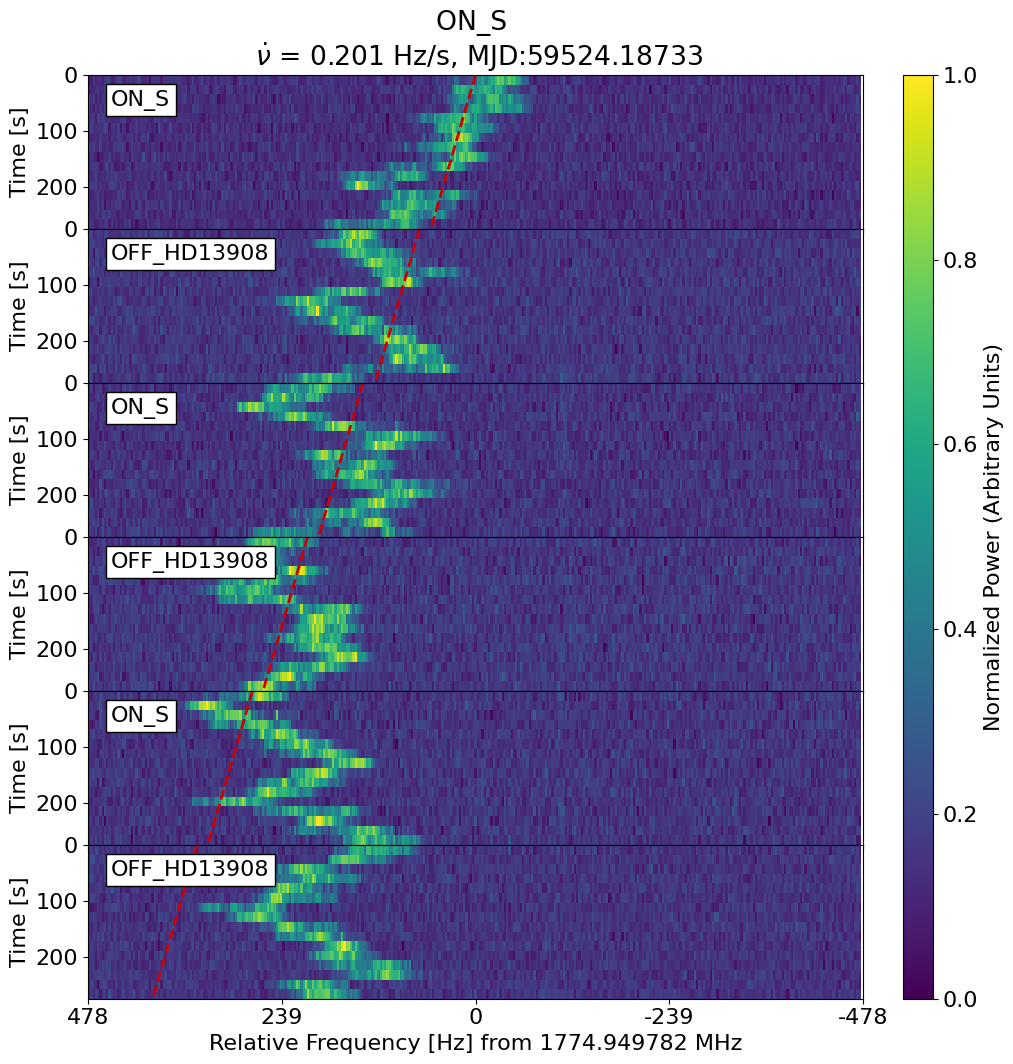 ON_S
ν̇ = 0.201 Hz/s, MJD:59524.18733
ON_S
OFF_HD13908
ON_S
OFF_HD13908
ON_S
OFF_HD13908
Time [s]
0
100
200
Time [s]
0
100
200
Time [s]
0
100
200
Time [s]
0
100
200
Time [s]
0
100
200
Time [s]
0
100
200
478
239
0
-239
-478
Relative Frequency [Hz] from 1774.949782 MHz
1.0
0.8
0.6
0.4
0.2
0.0
Normalized Power (Arbitrary Units)